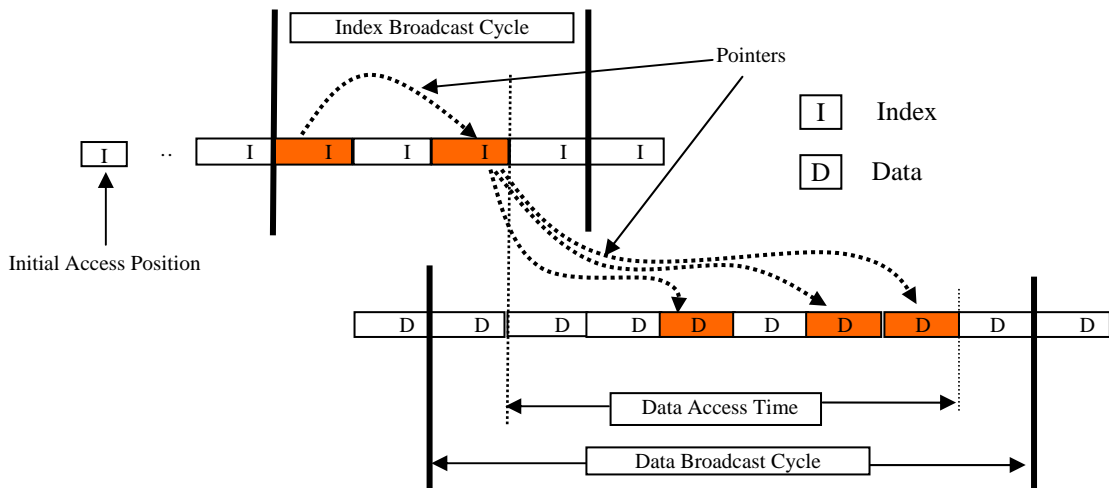 Index Broadcast Cycle
Pointers
I Index
I .. I I I I I I
D Data
Initial Access Position
D D D D D D D D D D
Data Access Time
Data Broadcast Cycle